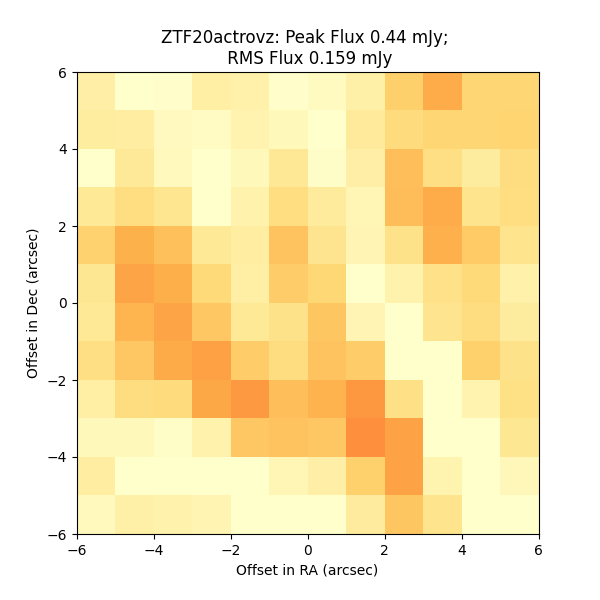 ZTF20actrovz: Peak Flux 0.44 mJy;
RMS Flux 0.159 mJy
6
4
2
0
−2
−4
−6
Offset in Dec (arcsec)
−6 −4 −2 0 2 4 6
Offset in RA (arcsec)